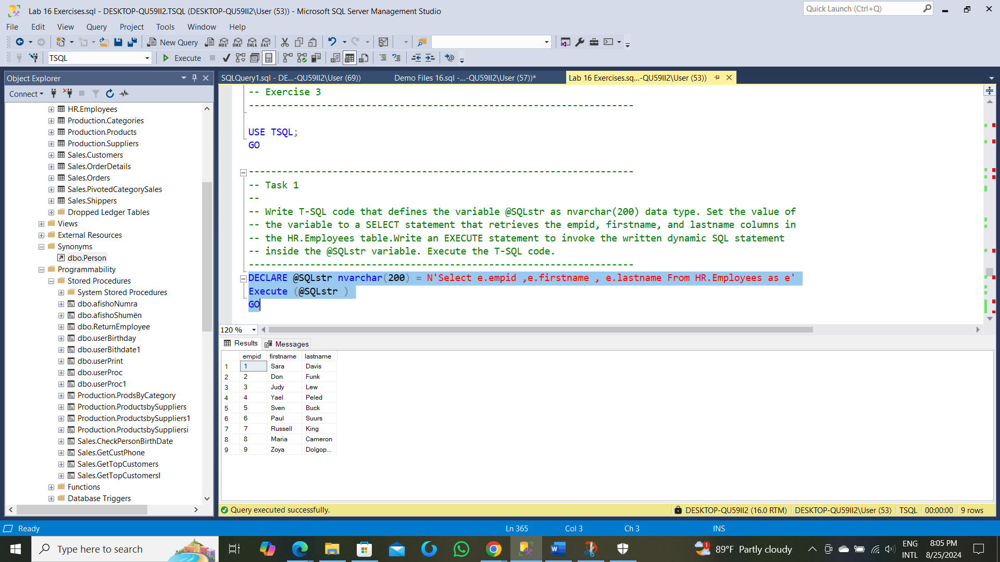 Lab 16 Exercises.sql - DESKTOP-QU59II2.TSQL (DESKTOP-QU59II2\User (53)) - Microsoft SQL Server Management Studio
Quick Launch (Ctrl+Q)
File Edit View Query Project Tools Window Help
New Query
MDX DMX XMLA DAX
TSQL
Execute
Object Explorer
Connect
HR.Employees
Production.Categories
Production.Products
Production.Suppliers
Sales.Customers
Sales.OrderDetails
Sales.Orders
Sales.PivotedCategorySales
Sales.Shippers
Dropped Ledger Tables
Views
External Resources
Synonyms
dbo.Person
Programmability
Stored Procedures
System Stored Procedures
dbo.afishoNumra
dbo.afishoShumën
dbo.ReturnEmployee
dbo.userBirthday
dbo.userBithdate1
dbo.userPrint
dbo.userProc
dbo.userProc1
Production.ProdsByCategory
Production.ProductsbySuppliers
Production.ProductsbySuppliers1
Production.ProductsbySuppliersi
Sales.CheckPersonBirthDate
Sales.GetCustPhone
Sales.GetTopCustomers
Sales.GetTopCustomersI
Functions
Database Triggers
SQLQuery1.sql - DE...-QU59II2\User (69))
Demo Files 16.sql -...-QU59II2\User (57))*
Lab 16 Exercises.sq...-QU59II2\User (53))
-- Exercise 3
---------------------------------------------------------------------
USE TSQL;
GO
---------------------------------------------------------------------
-- Task 1
--
-- Write T-SQL code that defines the variable @SQLstr as nvarchar(200) data type. Set the value of
-- the variable to a SELECT statement that retrieves the empid, firstname, and lastname columns in
-- the HR.Employees table.Write an EXECUTE statement to invoke the written dynamic SQL statement
-- inside the @SQLstr variable. Execute the T-SQL code.
---------------------------------------------------------------------
DECLARE @SQLstr nvarchar(200) = N'Select e.empid ,e.firstname , e.lastname From HR.Employees as e'
Execute (@SQLstr )
GO
120 %
Results Messages
empid firstname lastname
1 1 Sara Davis
2 2 Don Funk
3 3 Judy Lew
4 4 Yael Peled
5 5 Sven Buck
6 6 Paul Suurs
7 7 Russell King
8 8 Maria Cameron
9 9 Zoya Dolgop...
Query executed successfully.
DESKTOP-QU59II2 (16.0 RTM) DESKTOP-QU59II2\User (53) TSQL 00:00:00 9 rows
Ready
Ln 365 Col 3 Ch 3 INS
Type here to search
1
89°F Partly cloudy
ENG
INTL
8:05 PM
8/25/2024